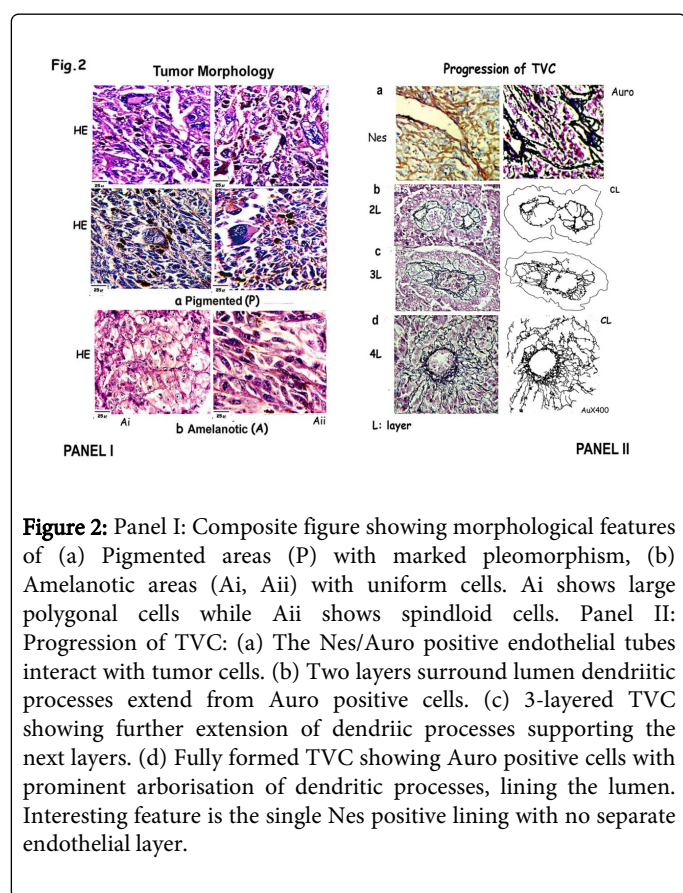 Fig.2
Tumor Morphology
Progression of TVC
HE
a
Auro
Nes
25 µ
HE
b
2L
CL
c
3L
25 µ
a Pigmented (P)
HE
d
4L
CL
25 µ
AuX400
Ai
Aii
b Amelanotic (A)
L: layer
PANEL I
PANEL II
Figure 2: Panel I: Composite figure showing morphological features
of (a) Pigmented areas (P) with marked pleomorphism, (b)
Amelanotic areas (Ai, Aii) with uniform cells. Ai shows large
polygonal cells while Aii shows spindloid cells. Panel II:
Progression of TVC: (a) The Nes/Auro positive endothelial tubes
interact with tumor cells. (b) Two layers surround lumen dendriitic
processes extend from Auro positive cells. (c) 3-layered TVC
showing further extension of dendriic processes supporting the
next layers. (d) Fully formed TVC showing Auro positive cells with
prominent arborisation of dendritic processes, lining the lumen.
Interesting feature is the single Nes positive lining with no separate
endothelial layer.